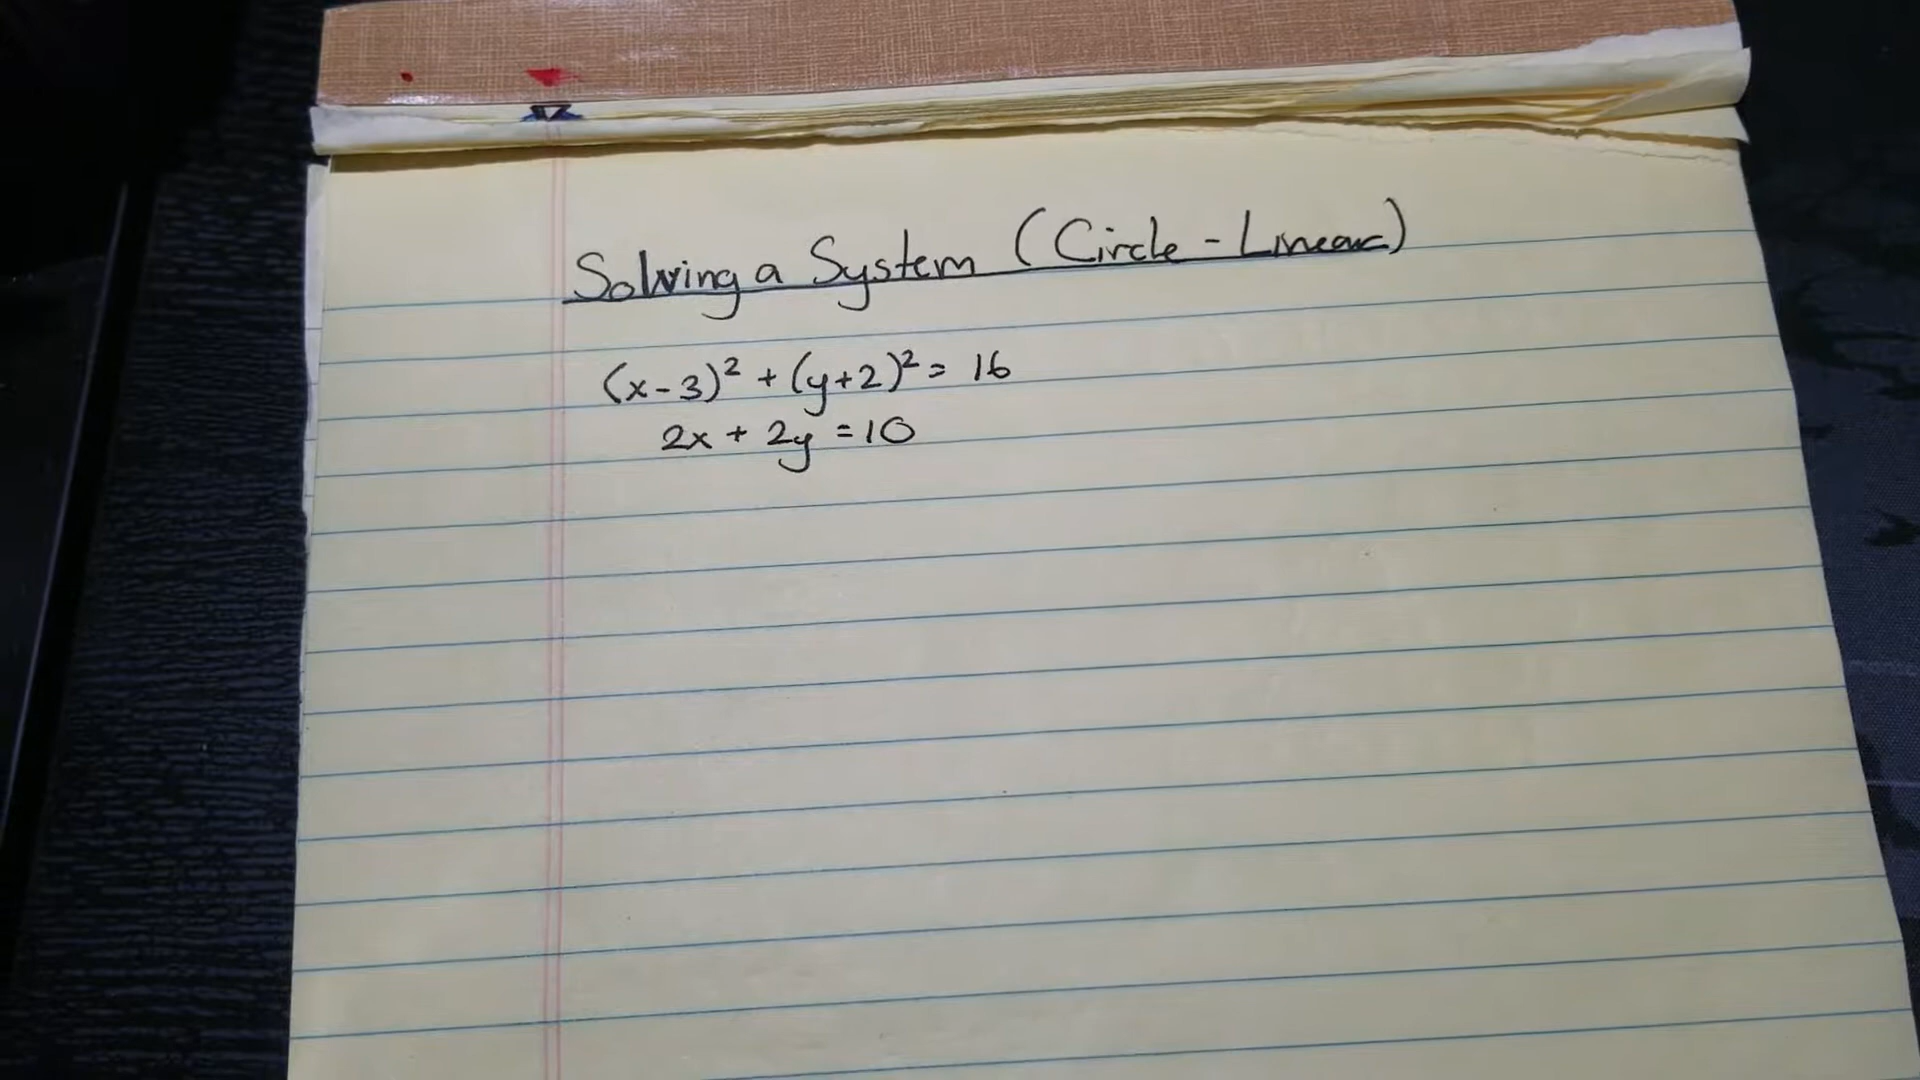 Solving a System (Circle - Linear)
(x-3)² + (y+2)² = 16
2x + 2y = 10